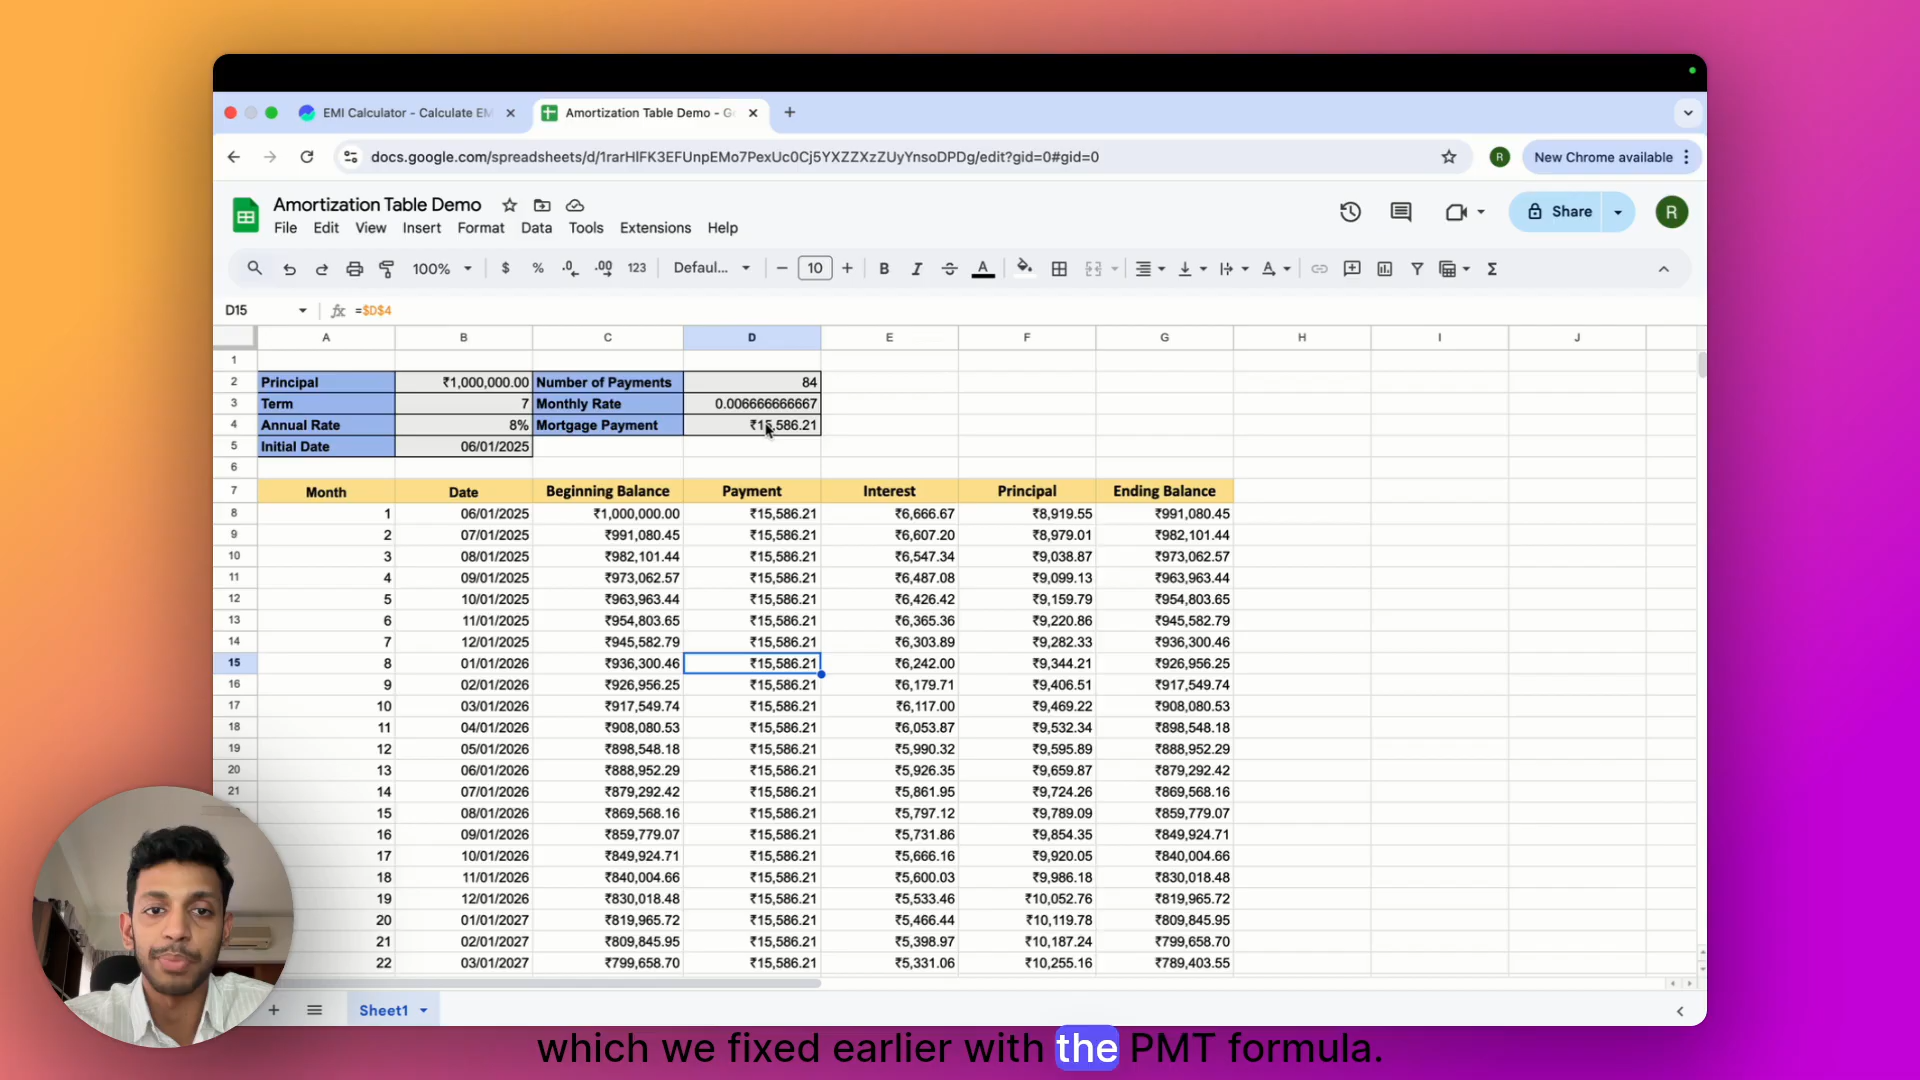 EMI Calculator - Calculate EM
Amortization Table Demo - Go
docs.google.com/spreadsheets/d/1rarHIFK3EFUnpEMo7PexUc0Cj5YXZZXzZUyYnsoDPDg/edit?gid=0#gid=0
R
New Chrome available
Amortization Table Demo
File Edit View Insert Format Data Tools Extensions Help
Share
R
100% $ % .0 .00 123 Defaul... 10 B I A
D15 fx =$D$4
A B C D E F G H I J
1
2 Principal ₹1,000,000.00 Number of Payments 84
3 Term 7 Monthly Rate 0.006666666667
4 Annual Rate 8% Mortgage Payment ₹15,586.21
5 Initial Date 06/01/2025
6
7 Month Date Beginning Balance Payment Interest Principal Ending Balance
8 1 06/01/2025 ₹1,000,000.00 ₹15,586.21 ₹6,666.67 ₹8,919.55 ₹991,080.45
9 2 07/01/2025 ₹991,080.45 ₹15,586.21 ₹6,607.20 ₹8,979.01 ₹982,101.44
10 3 08/01/2025 ₹982,101.44 ₹15,586.21 ₹6,547.34 ₹9,038.87 ₹973,062.57
11 4 09/01/2025 ₹973,062.57 ₹15,586.21 ₹6,487.08 ₹9,099.13 ₹963,963.44
12 5 10/01/2025 ₹963,963.44 ₹15,586.21 ₹6,426.42 ₹9,159.79 ₹954,803.65
13 6 11/01/2025 ₹954,803.65 ₹15,586.21 ₹6,365.36 ₹9,220.86 ₹945,582.79
14 7 12/01/2025 ₹945,582.79 ₹15,586.21 ₹6,303.89 ₹9,282.33 ₹936,300.46
15 8 01/01/2026 ₹936,300.46 ₹15,586.21 ₹6,242.00 ₹9,344.21 ₹926,956.25
16 9 02/01/2026 ₹926,956.25 ₹15,586.21 ₹6,179.71 ₹9,406.51 ₹917,549.74
17 10 03/01/2026 ₹917,549.74 ₹15,586.21 ₹6,117.00 ₹9,469.22 ₹908,080.53
18 11 04/01/2026 ₹908,080.53 ₹15,586.21 ₹6,053.87 ₹9,532.34 ₹898,548.18
19 12 05/01/2026 ₹898,548.18 ₹15,586.21 ₹5,990.32 ₹9,595.89 ₹888,952.29
20 13 06/01/2026 ₹888,952.29 ₹15,586.21 ₹5,926.35 ₹9,659.87 ₹879,292.42
21 14 07/01/2026 ₹879,292.42 ₹15,586.21 ₹5,861.95 ₹9,724.26 ₹869,568.16
15 08/01/2026 ₹869,568.16 ₹15,586.21 ₹5,797.12 ₹9,789.09 ₹859,779.07
16 09/01/2026 ₹859,779.07 ₹15,586.21 ₹5,731.86 ₹9,854.35 ₹849,924.71
17 10/01/2026 ₹849,924.71 ₹15,586.21 ₹5,666.16 ₹9,920.05 ₹840,004.66
18 11/01/2026 ₹840,004.66 ₹15,586.21 ₹5,600.03 ₹9,986.18 ₹830,018.48
19 12/01/2026 ₹830,018.48 ₹15,586.21 ₹5,533.46 ₹10,052.76 ₹819,965.72
20 01/01/2027 ₹819,965.72 ₹15,586.21 ₹5,466.44 ₹10,119.78 ₹809,845.95
21 02/01/2027 ₹809,845.95 ₹15,586.21 ₹5,398.97 ₹10,187.24 ₹799,658.70
22 03/01/2027 ₹799,658.70 ₹15,586.21 ₹5,331.06 ₹10,255.16 ₹789,403.55
Sheet1
which we fixed earlier with the PMT formula.